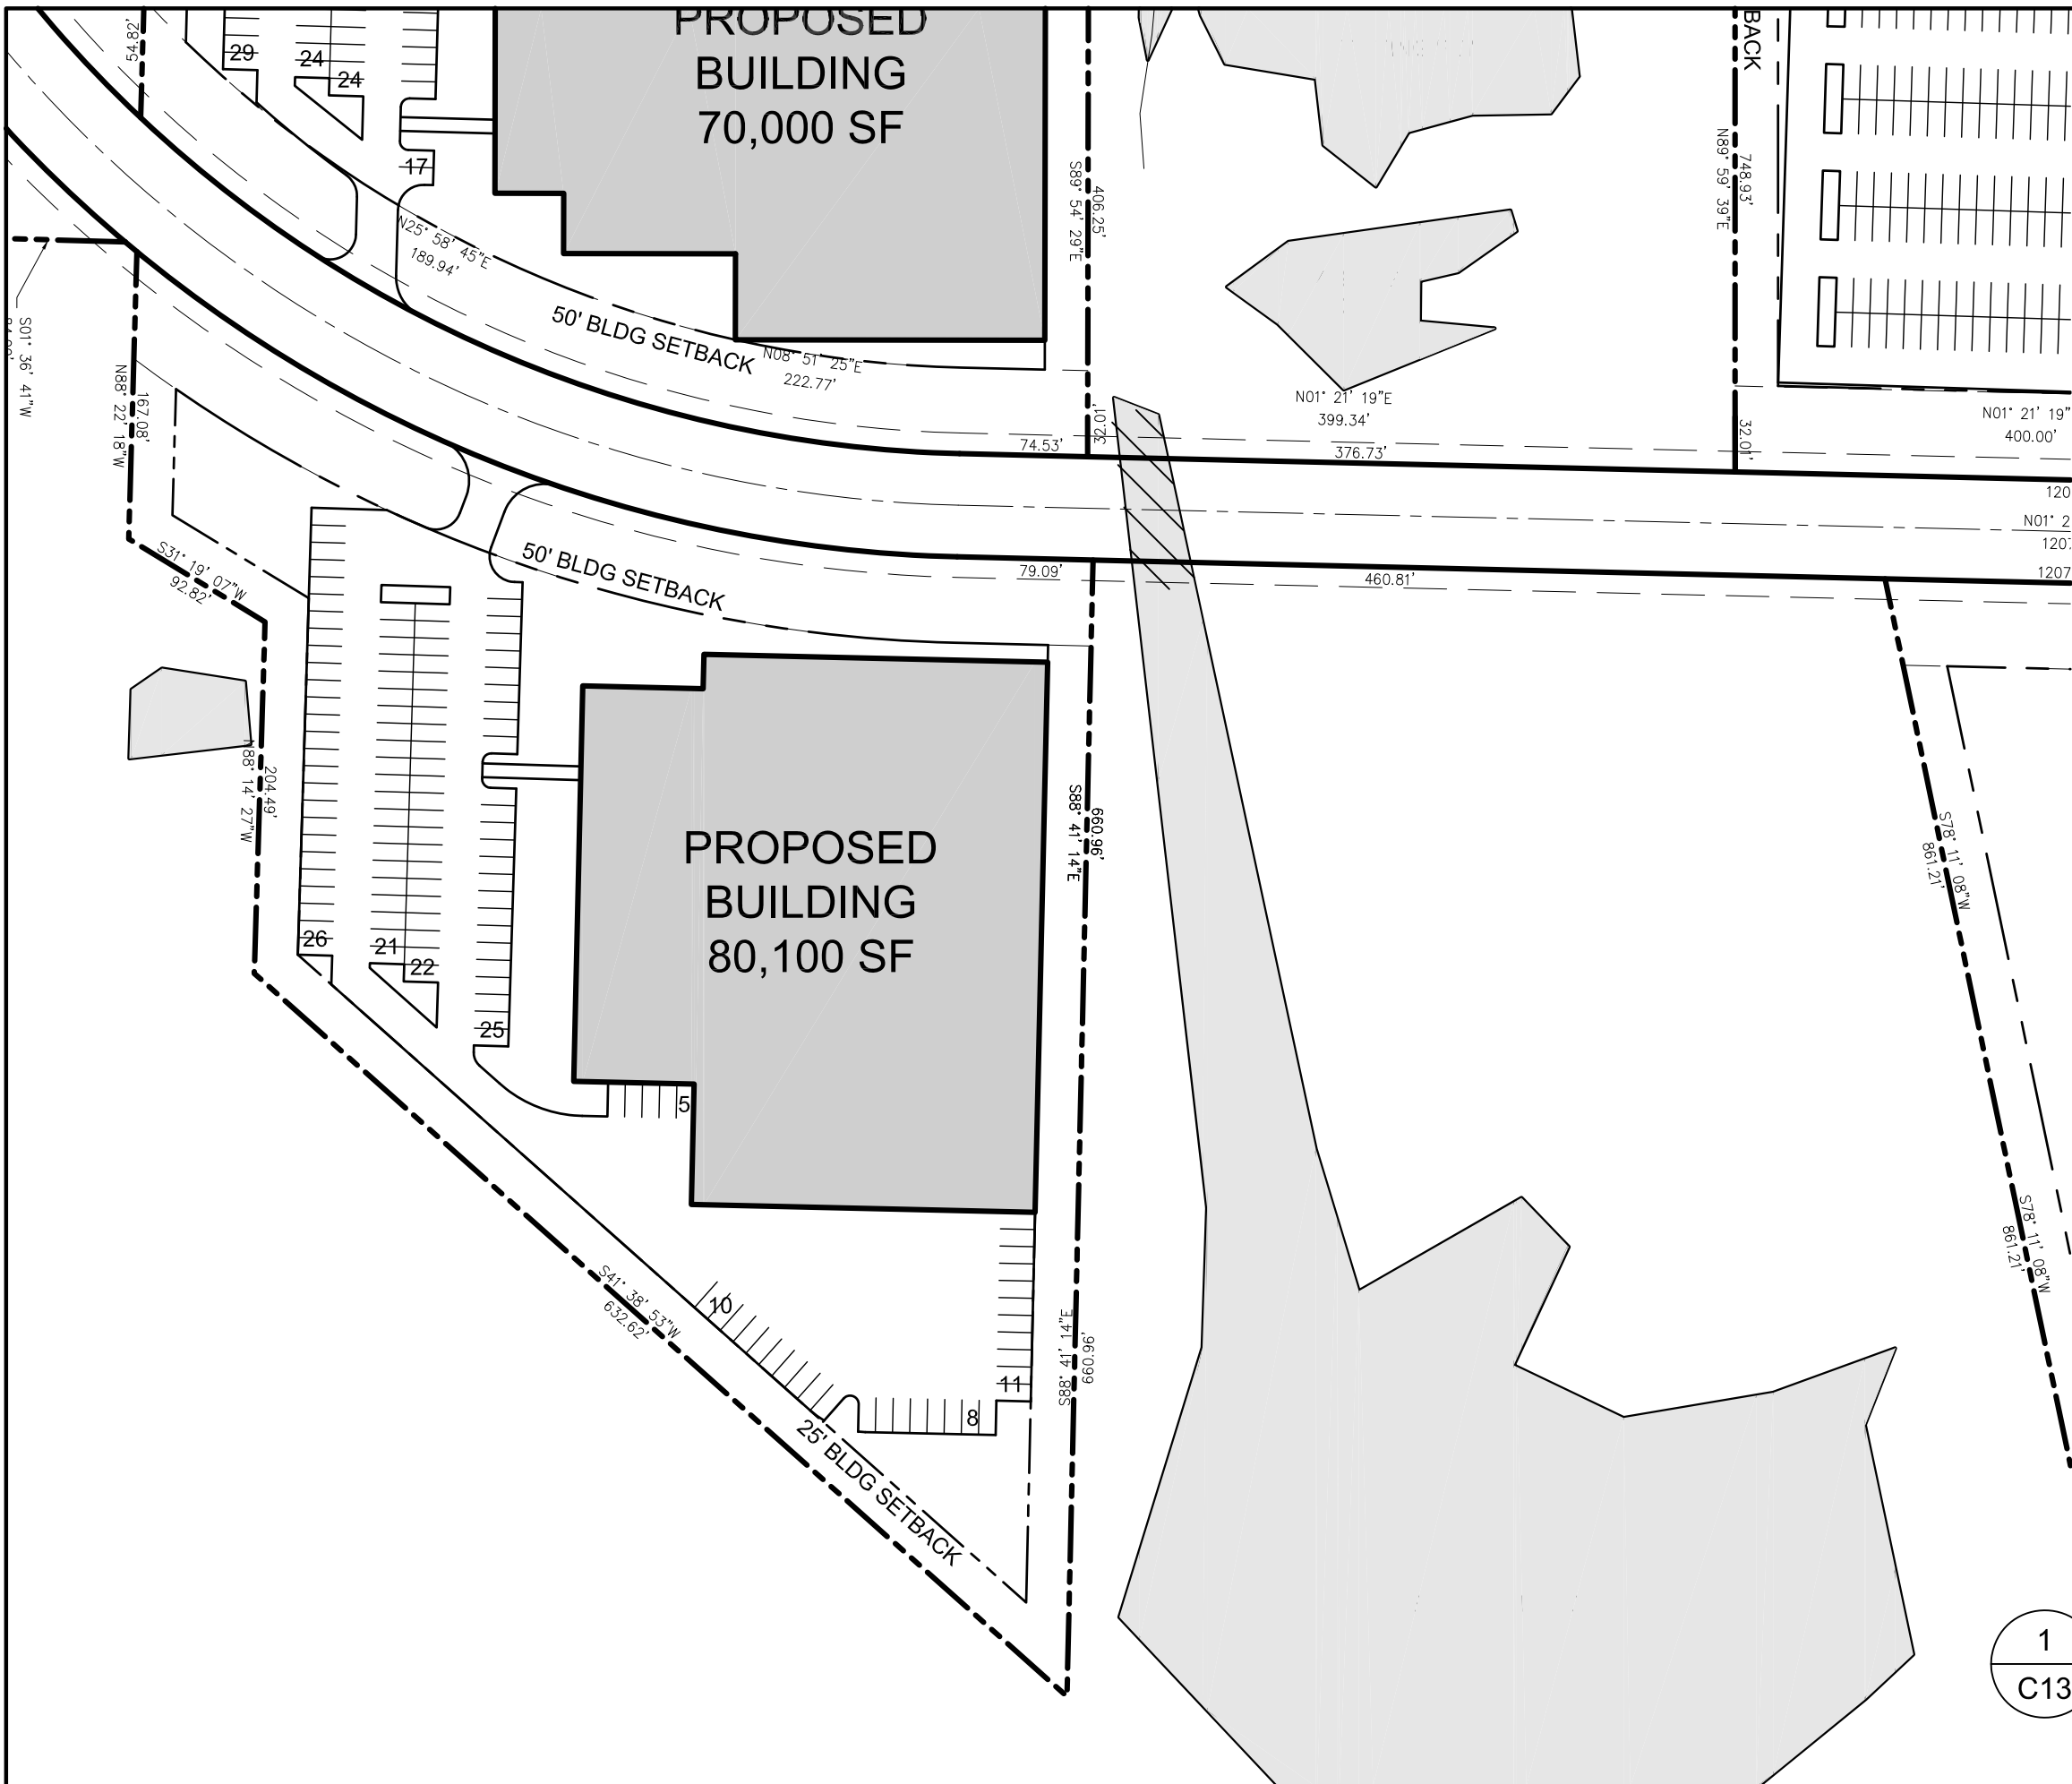 PROPOSED
BUILDING
70,000 SF
54.82'
29
24
24
17
BACK
S89° 54' 29"E
406.25'
N89° 59' 39"E
748.93'
N25° 58' 45"E
189.94'
50' BLDG SETBACK
N08° 51' 25"E
222.77'
S01° 36' 41"W
N88° 22' 18"W
167.08'
N01° 21' 19"E
399.34'
N01° 21' 19"
400.00'
32.01'
32.01'
74.53'
376.73'
120
N01° 2
1207
1207
S31° 19' 07"W
92.82'
50' BLDG SETBACK
79.09'
460.81'
N88° 14' 27"W
204.49'
PROPOSED
BUILDING
80,100 SF
S88° 41' 14"E
660.96'
S78° 11' 08"W
861.21'
26
21
22
25
5
S78° 11' 08"W
861.21'
S41° 38' 53"W
632.62'
10
S88° 41' 14"E
660.96'
11
8
25' BLDG SETBACK
1
C13